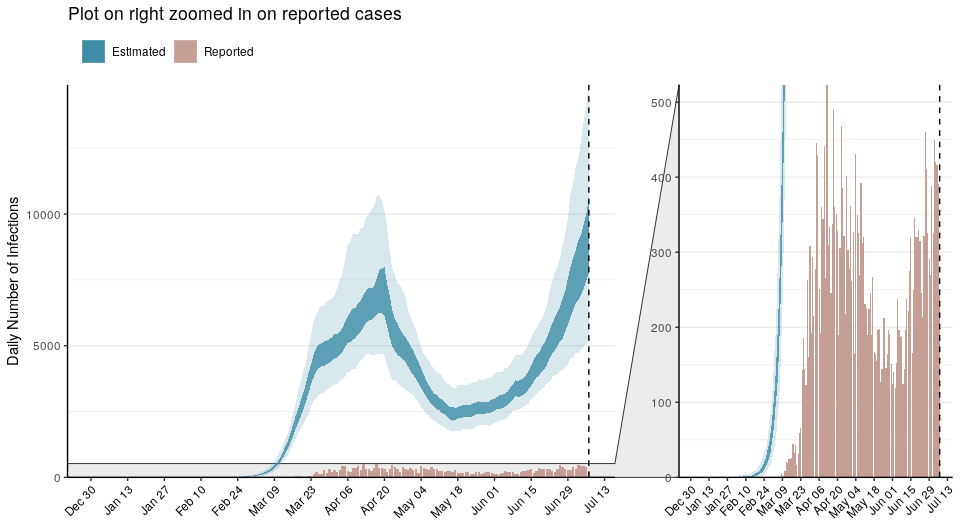 Plot on right zoomed in on reported cases
Estimated Reported
Daily Number of Infections
10000
5000
0
Dec 30 Jan 13 Jan 27 Feb 10 Feb 24 Mar 09 Mar 23 Apr 06 Apr 20 May 04 May 18 Jun 01 Jun 15 Jun 29 Jul 13
500
400
300
200
100
0
Dec 30 Jan 13 Jan 27 Feb 10 Feb 24 Mar 09 Mar 23 Apr 06 Apr 20 May 04 May 18 Jun 01 Jun 15 Jun 29 Jul 13